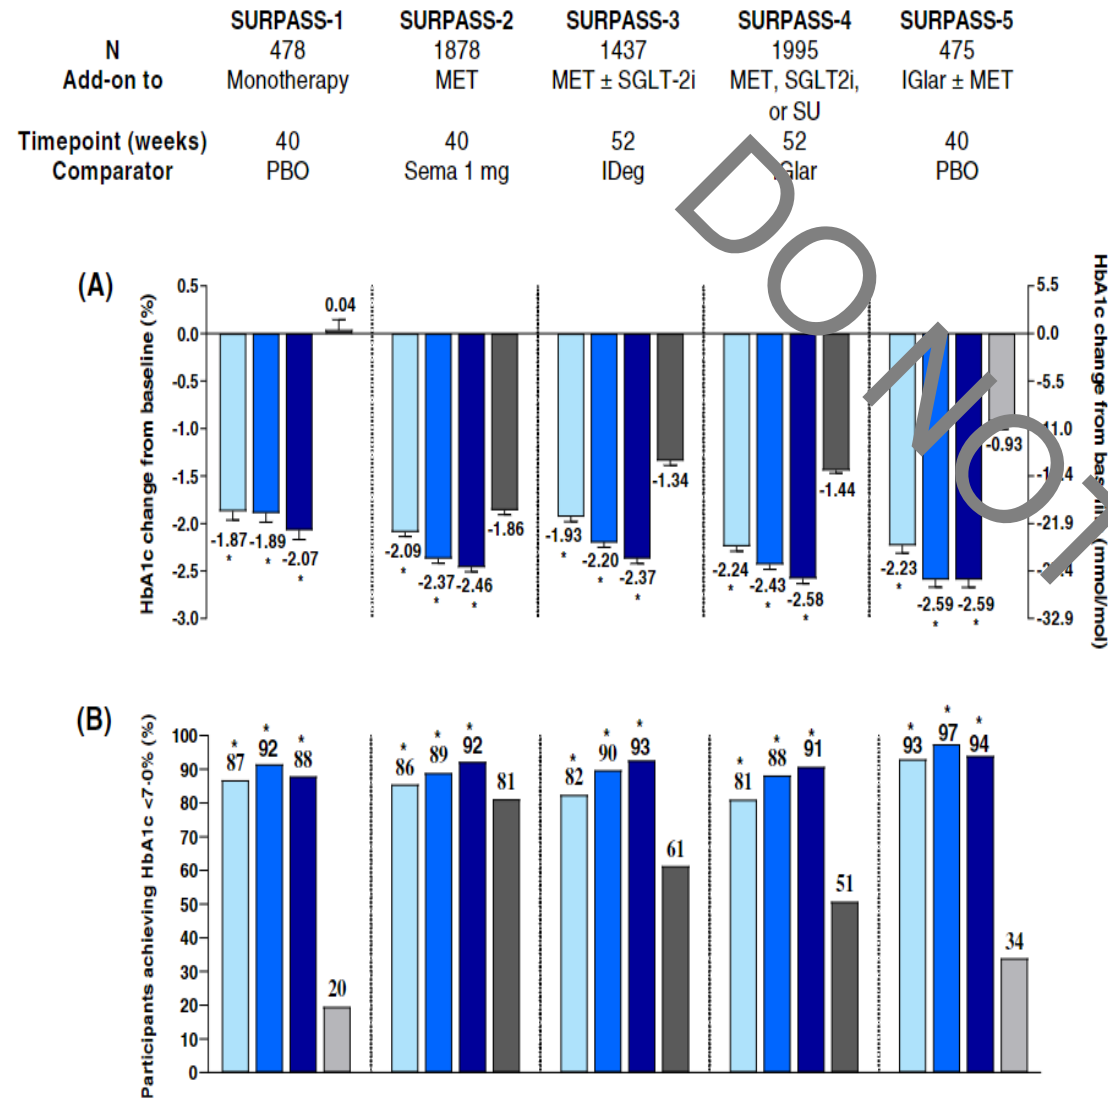 SURPASS-1 SURPASS-2 SURPASS-3 SURPASS-4 SURPASS-5
N 478 1878 1437 1995 475
Add-on to Monotherapy MET MET ± SGLT-2i MET, SGLT2i, IGlar ± MET
or SU
Timepoint (weeks) 40 40 52 52 40
Comparator PBO Sema 1 mg IDeg IGlar PBO
DO NOT
(A)
HbA1c change from baseline (%)
0.5
0.0
-0.5
-1.0
-1.5
-2.0
-2.5
-3.0
-1.87 * -1.89 * -2.07 * 0.04
-2.09 * -2.37 * -2.46 * -1.86
-1.93 * -2.20 * -2.37 * -1.34
-2.24 * -2.43 * -2.58 * -1.44
-2.23 * -2.59 * -2.59 * -0.93
5.5
0.0
-5.5
-21.9
-32.9
HbA1c change from (mmol/mol)
(B)
Participants achieving HbA1c <7·0% (%)
100
90
80
70
60
50
40
30
20
10
0
* 87 * 92 * 88 20
* 86 * 89 * 92 81
* 82 * 90 * 93 61
* 81 * 88 * 91 51
* 93 * 97 * 94 34